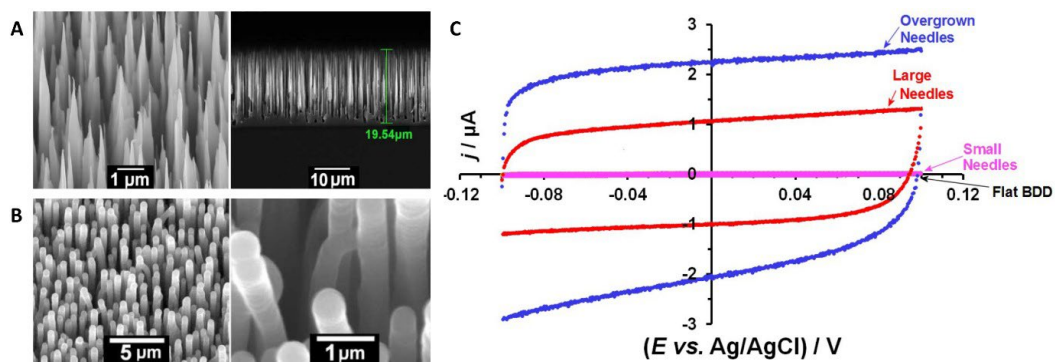 A
1 μm
19.54μm
10 μm
B
5 μm
1 μm
C
j / μA
3
2
1
0
-1
-2
-3
-0.12
-0.08
-0.04
0.04
0.08
0.12
Overgrown
Needles
Large
Needles
Small
Needles
Flat BDD
(E vs. Ag/AgCl) / V